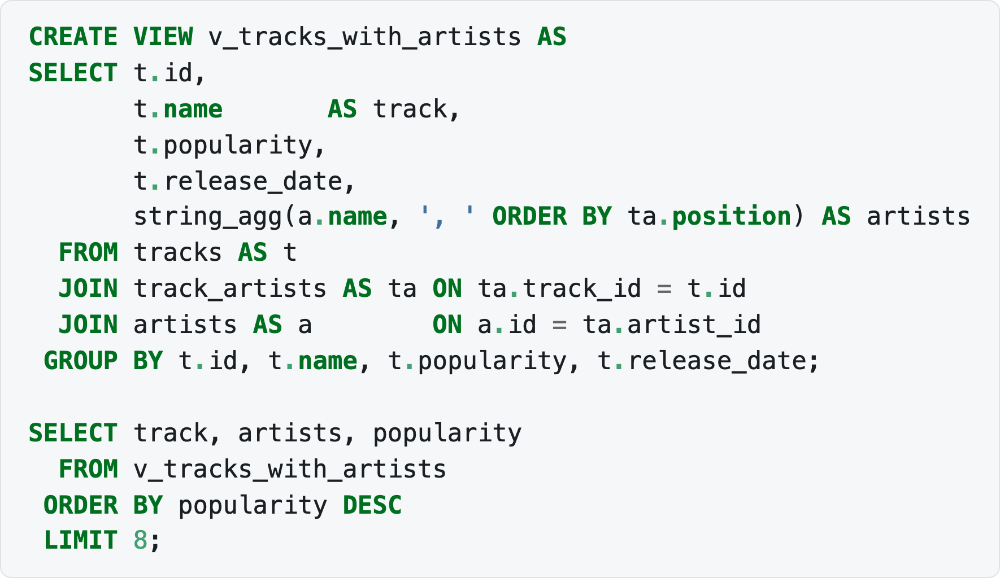 CREATE VIEW v_tracks_with_artists AS
SELECT t.id,
       t.name       AS track,
       t.popularity,
       t.release_date,
       string_agg(a.name, ', ' ORDER BY ta.position) AS artists
  FROM tracks AS t
  JOIN track_artists AS ta ON ta.track_id = t.id
  JOIN artists AS a        ON a.id = ta.artist_id
 GROUP BY t.id, t.name, t.popularity, t.release_date;

SELECT track, artists, popularity
  FROM v_tracks_with_artists
 ORDER BY popularity DESC
 LIMIT 8;